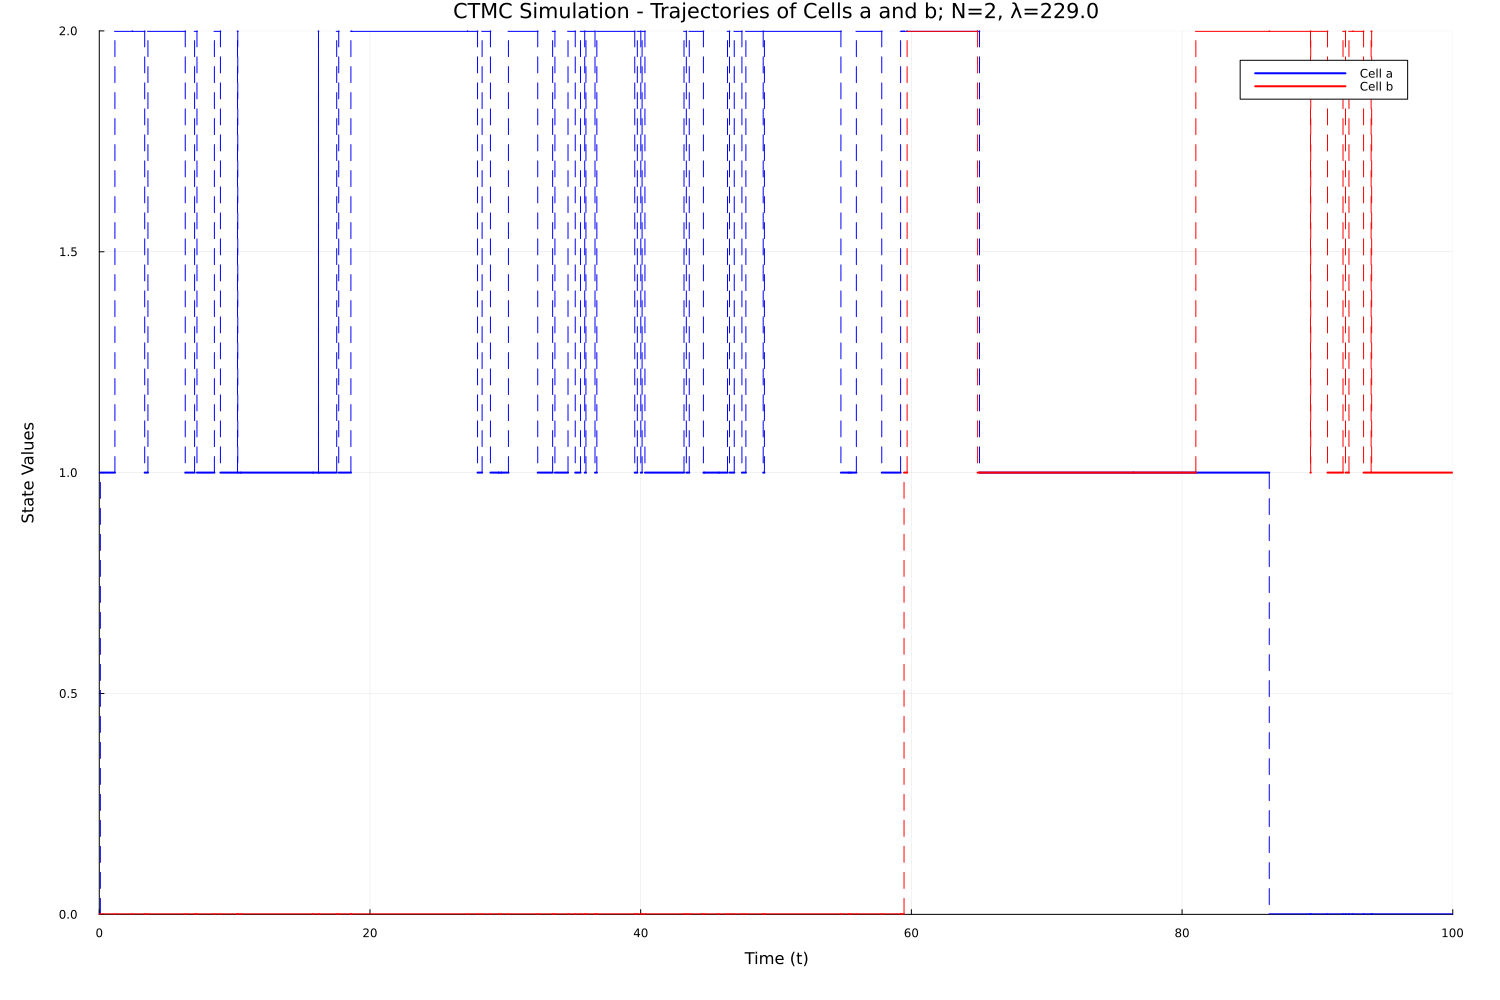 CTMC Simulation - Trajectories of Cells a and b; N=2, λ=229.0
2.0
Cell a
Cell b
1.5
1.0
State Values
0.5
0.0
0 20 40 60 80 100
Time (t)